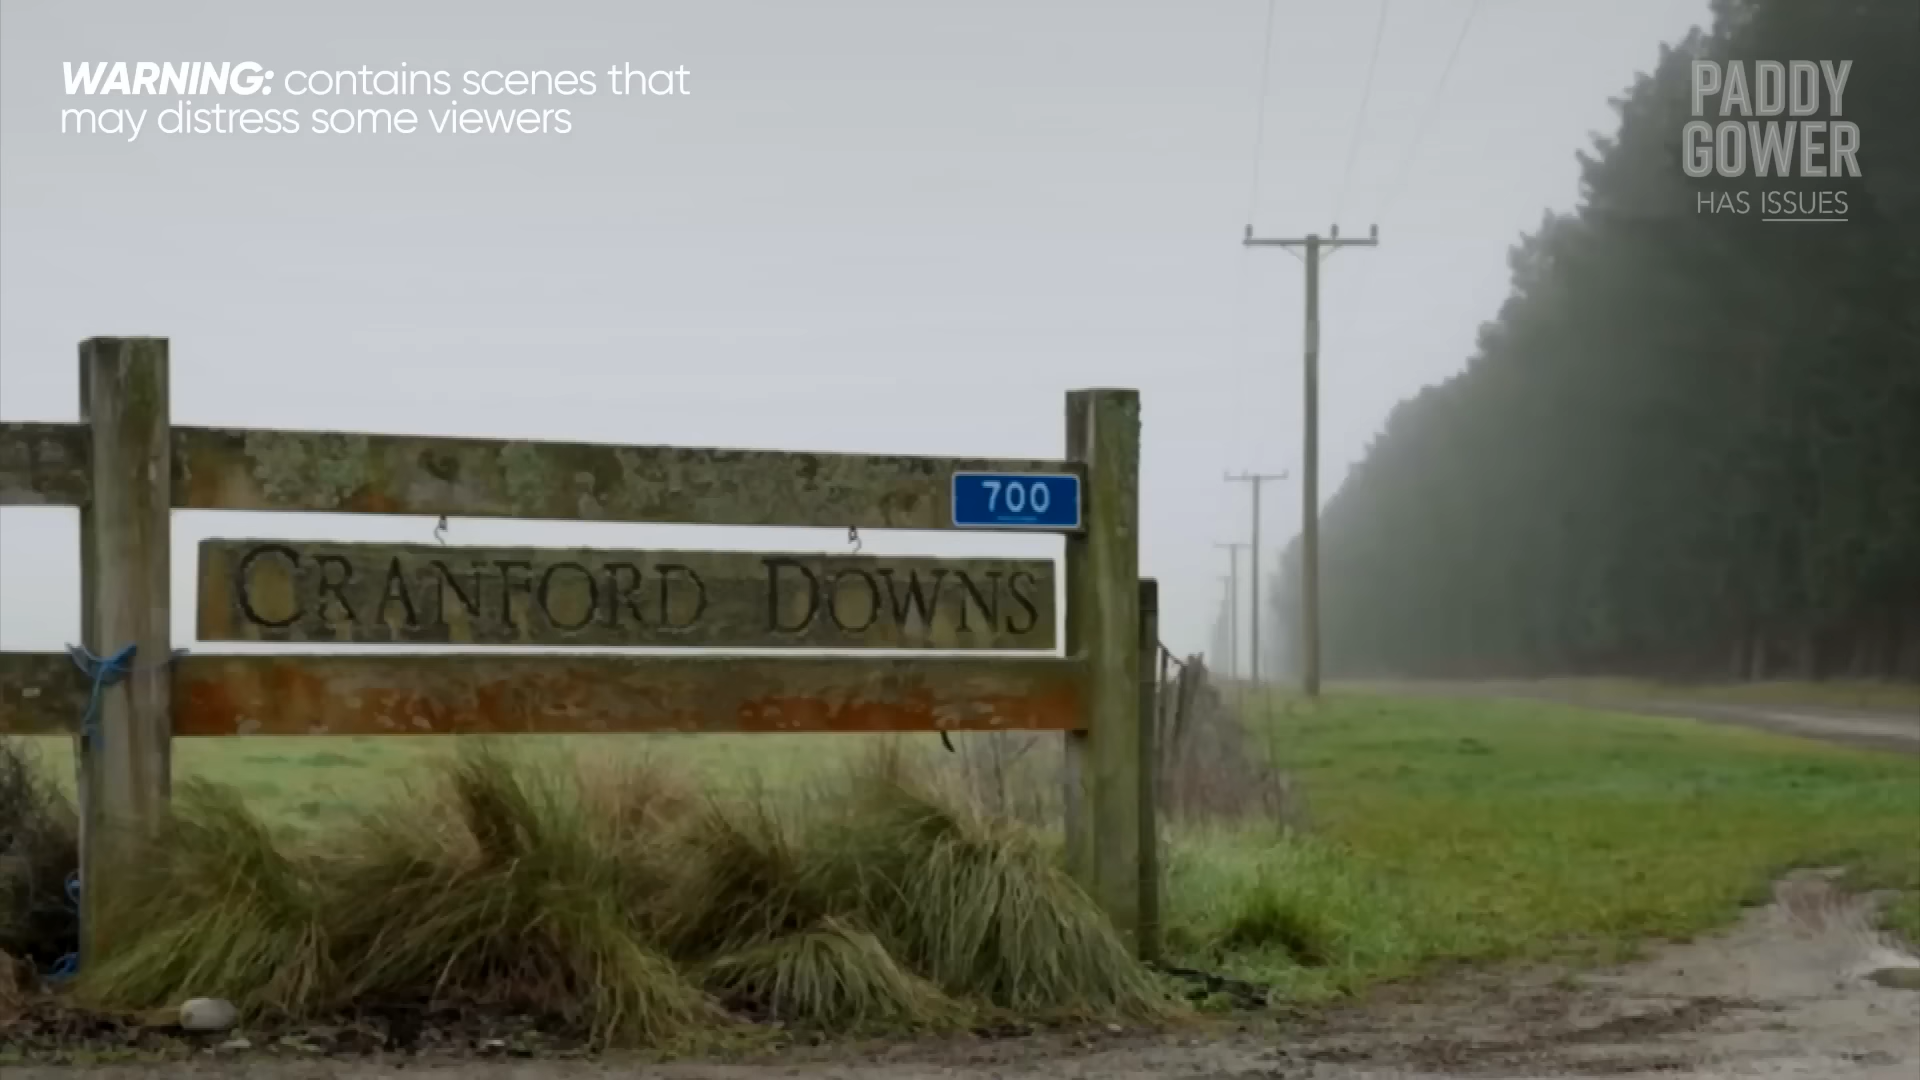 WARNING: contains scenes that
may distress some viewers
PADDY
GOWER
HAS ISSUES
700
CRANFORD DOWNS